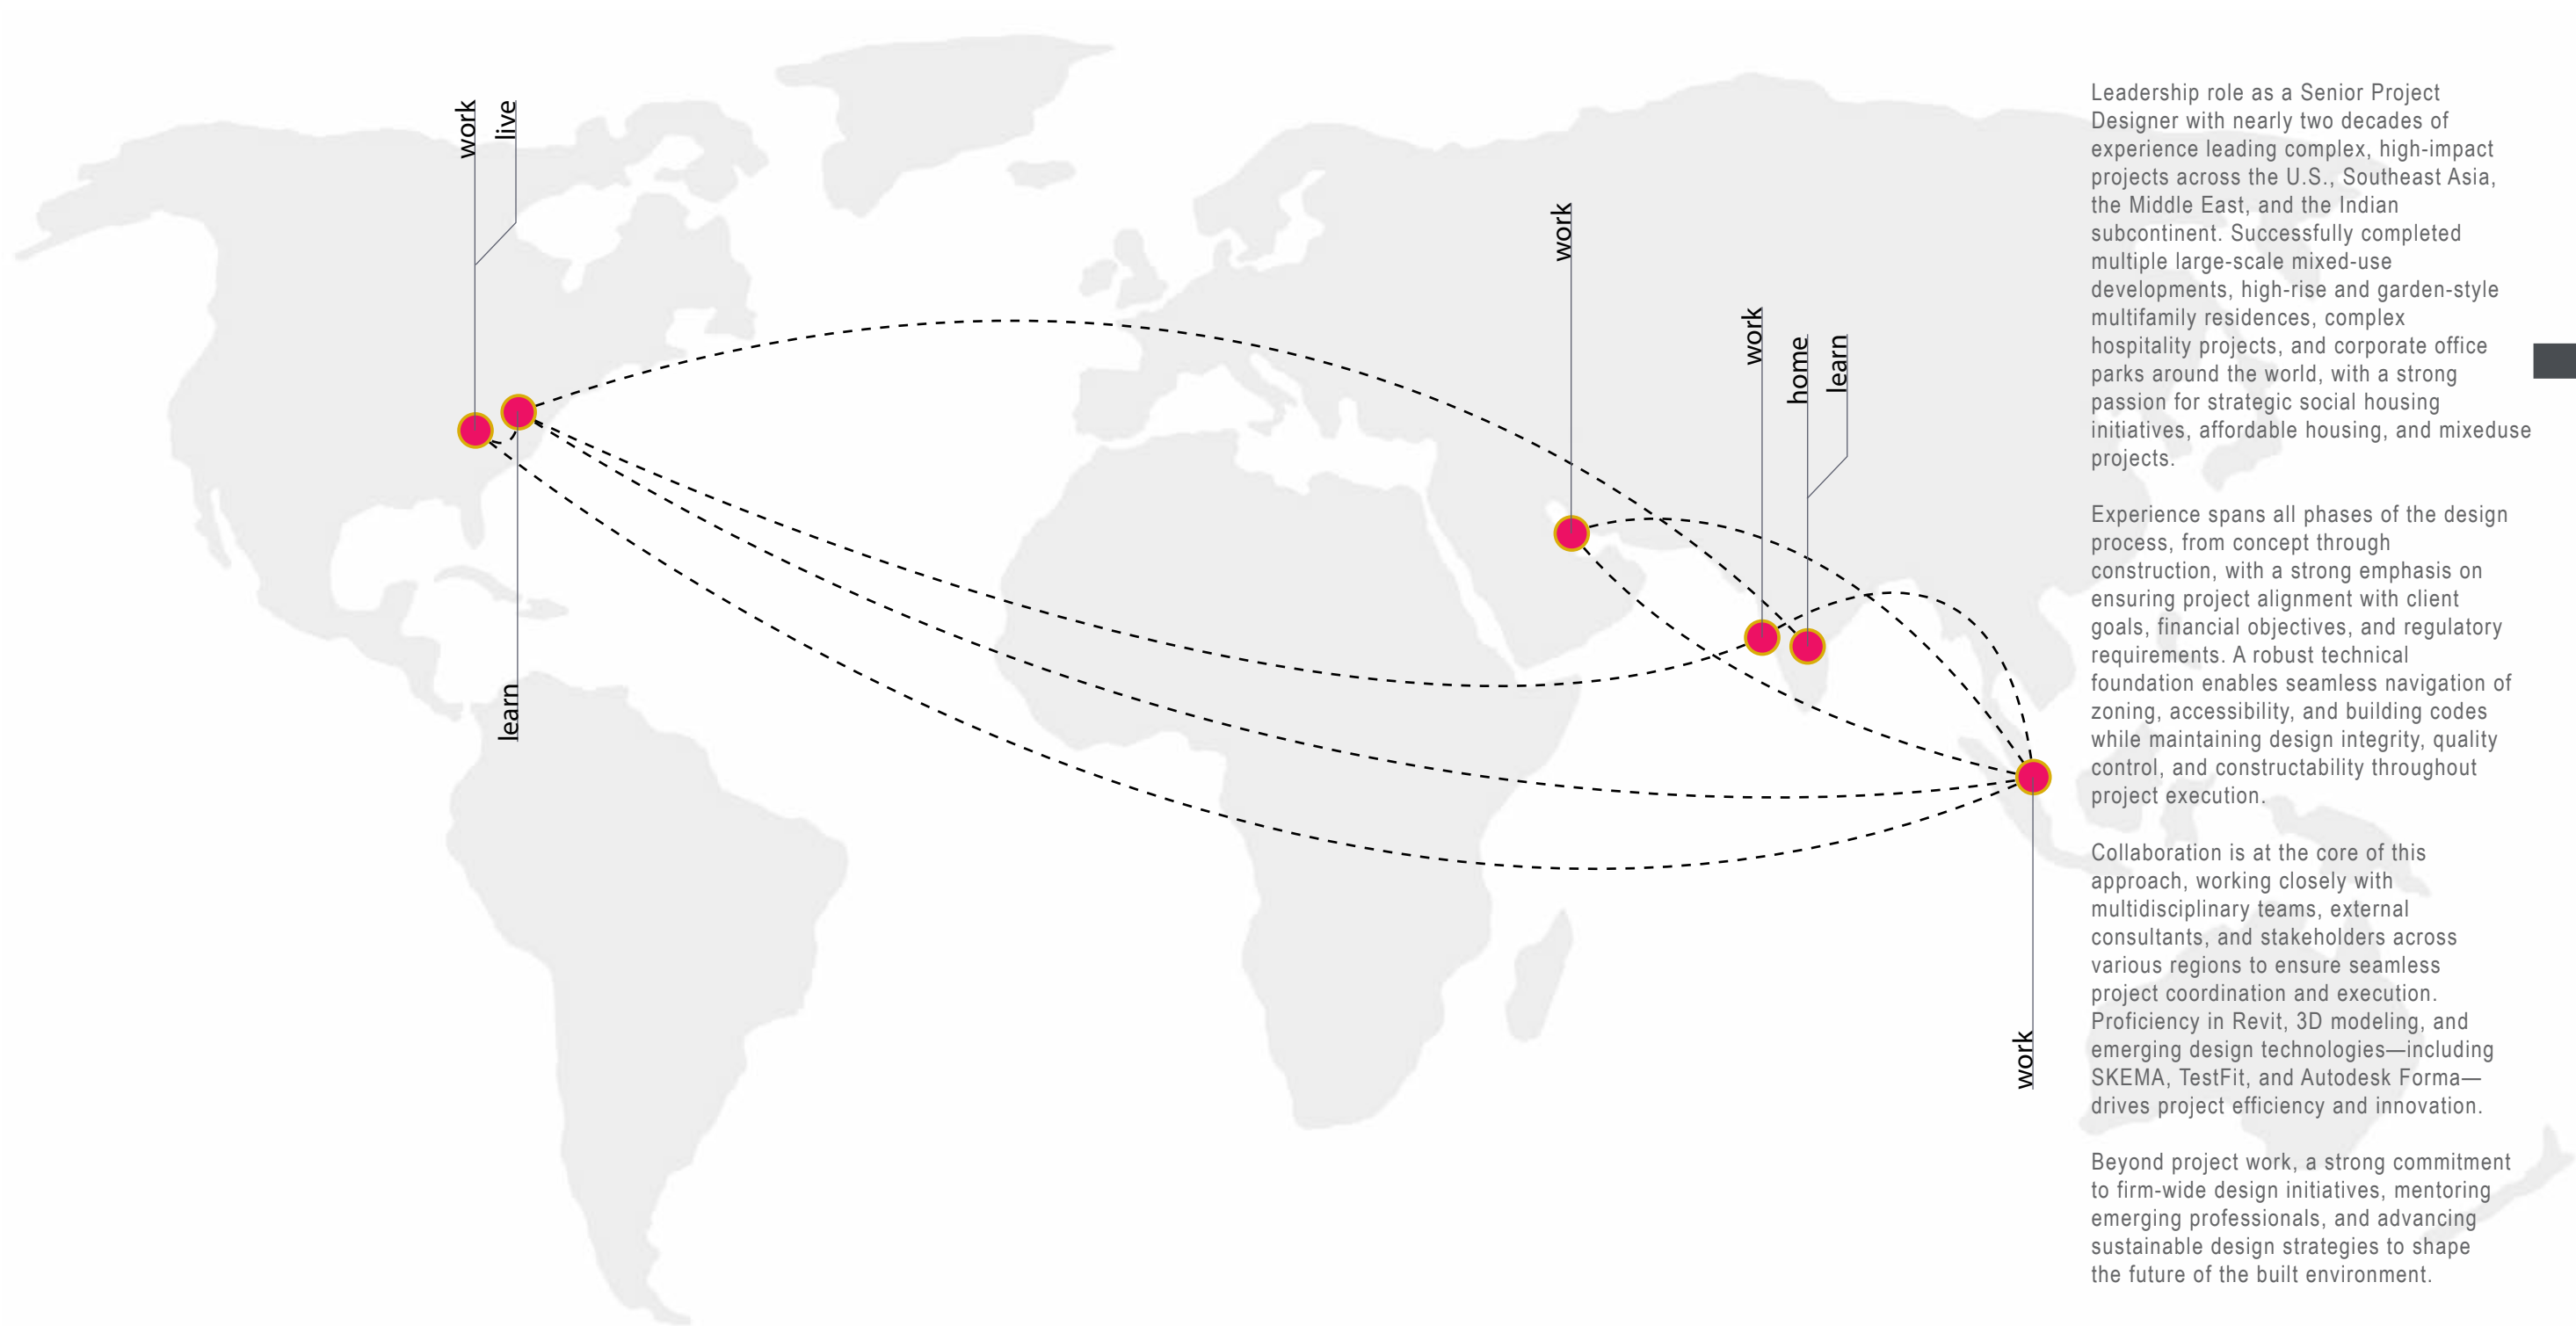 work
live
work
work
home
learn
learn
work
Leadership role as a Senior Project
Designer with nearly two decades of
experience leading complex, high-impact
projects across the U.S., Southeast Asia,
the Middle East, and the Indian
subcontinent. Successfully completed
multiple large-scale mixed-use
developments, high-rise and garden-style
multifamily residences, complex
hospitality projects, and corporate office
parks around the world, with a strong
passion for strategic social housing
initiatives, affordable housing, and mixeduse
projects.
Experience spans all phases of the design
process, from concept through
construction, with a strong emphasis on
ensuring project alignment with client
goals, financial objectives, and regulatory
requirements. A robust technical
foundation enables seamless navigation of
zoning, accessibility, and building codes
while maintaining design integrity, quality
control, and constructability throughout
project execution.
Collaboration is at the core of this
approach, working closely with
multidisciplinary teams, external
consultants, and stakeholders across
various regions to ensure seamless
project coordination and execution.
Proficiency in Revit, 3D modeling, and
emerging design technologies—including
SKEMA, TestFit, and Autodesk Forma—
drives project efficiency and innovation.
Beyond project work, a strong commitment
to firm-wide design initiatives, mentoring
emerging professionals, and advancing
sustainable design strategies to shape
the future of the built environment.